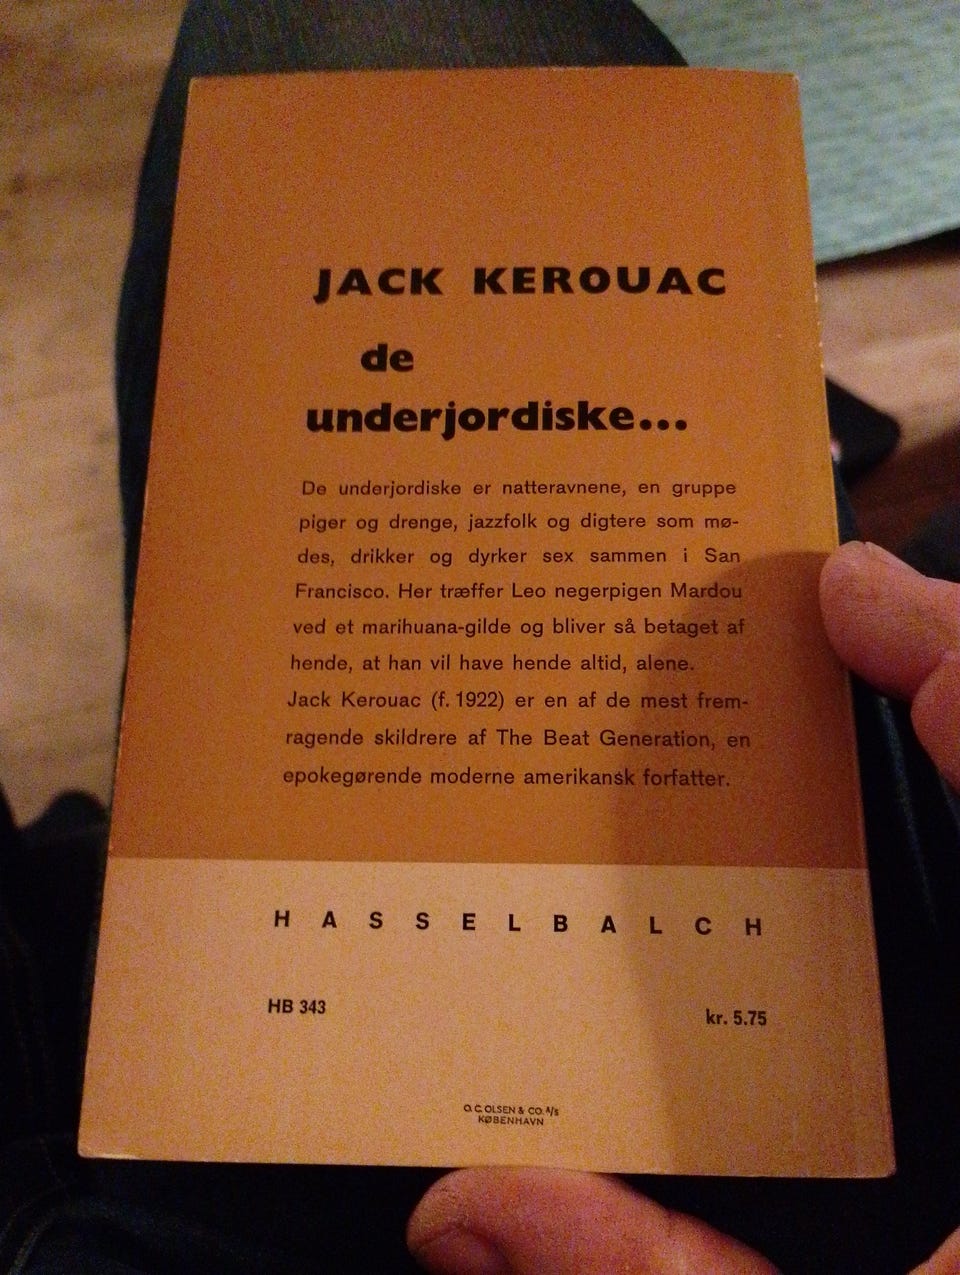 JACK KEROUAC
de
underjordiske...
De underjordiske er natteravnene, en gruppe
piger og drenge, jazzfolk og digtere som mø-
des, drikker og dyrker sex sammen i San
Francisco. Her træffer Leo negerpigen Mardou
ved et marihuana-gilde og bliver så betaget af
hende, at han vil have hende altid, alene.
Jack Kerouac (f. 1922) er en af de mest frem-
ragende skildrere af The Beat Generation, en
epokegørende moderne amerikansk forfatter.
HASSELBALCH
HB 343
kr. 5.75
O. C. OLSEN & CO. A/S
KØBENHAVN